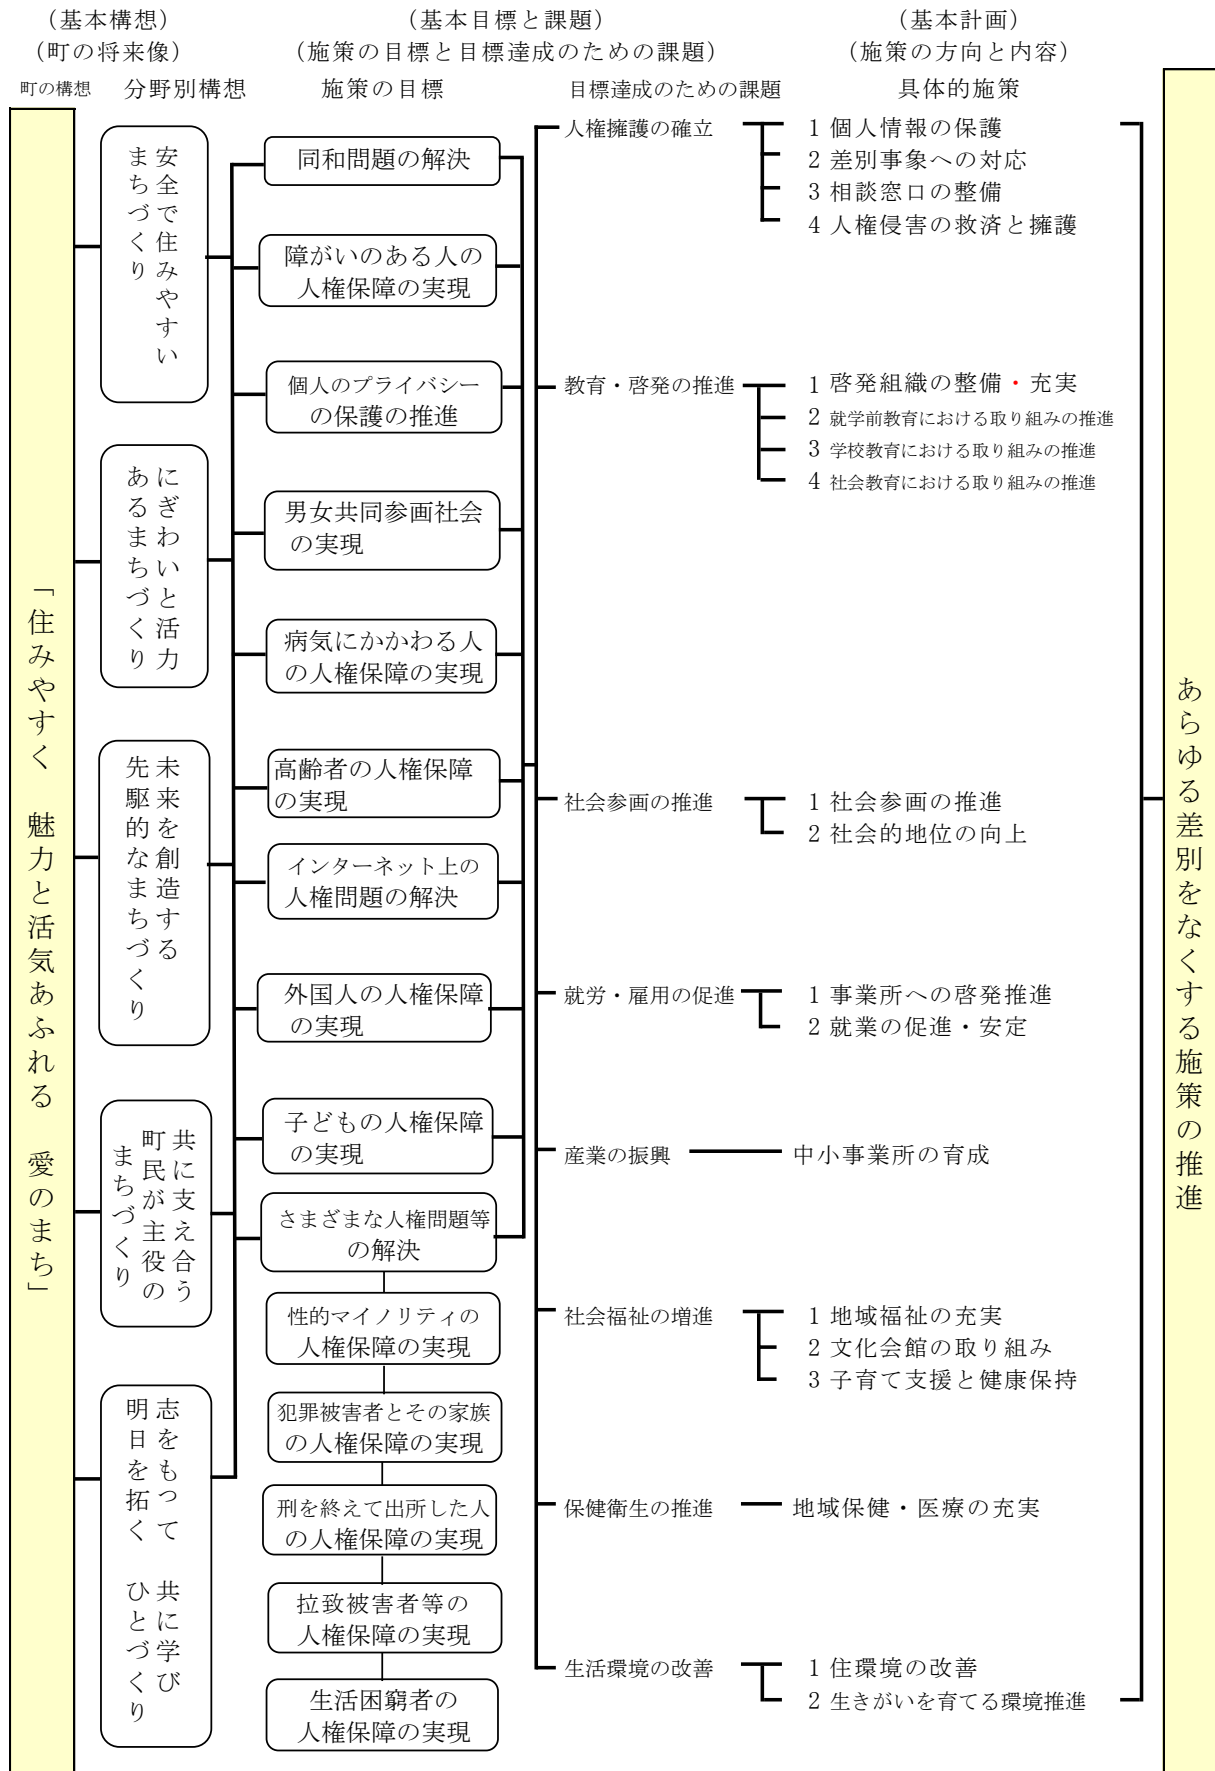 （基本構想）
（町の将来像）
（基本目標と課題）
（施策の目標と目標達成のための課題）
（基本計画）
（施策の方向と内容）
町の構想
分野別構想
施策の目標
目標達成のための課題
具体的施策
「住みやすく　魅力と活気あふれる　愛のまち」
安全で住みやすい
まちづくり
にぎわいと活力
あるまちづくり
未来を創造する
先駆的なまちづくり
共に支え合う
町民が主役の
まちづくり
志をもって　共に学び
明日を拓く　ひとづくり
同和問題の解決
障がいのある人の
人権保障の実現
個人のプライバシー
の保護の推進
男女共同参画社会
の実現
病気にかかわる人
の人権保障の実現
高齢者の人権保障
の実現
インターネット上の
人権問題の解決
外国人の人権保障
の実現
子どもの人権保障
の実現
さまざまな人権問題等
の解決
性的マイノリティの
人権保障の実現
犯罪被害者とその家族
の人権保障の実現
刑を終えて出所した人
の人権保障の実現
拉致被害者等の
人権保障の実現
生活困窮者の
人権保障の実現
人権擁護の確立
1 個人情報の保護
2 差別事象への対応
3 相談窓口の整備
4 人権侵害の救済と擁護
教育・啓発の推進
1 啓発組織の整備・充実
2 就学前教育における取り組みの推進
3 学校教育における取り組みの推進
4 社会教育における取り組みの推進
社会参画の推進
1 社会参画の推進
2 社会的地位の向上
就労・雇用の促進
1 事業所への啓発推進
2 就業の促進・安定
産業の振興
中小事業所の育成
社会福祉の増進
1 地域福祉の充実
2 文化会館の取り組み
3 子育て支援と健康保持
保健衛生の推進
地域保健・医療の充実
生活環境の改善
1 住環境の改善
2 生きがいを育てる環境推進
あらゆる差別をなくする施策の推進